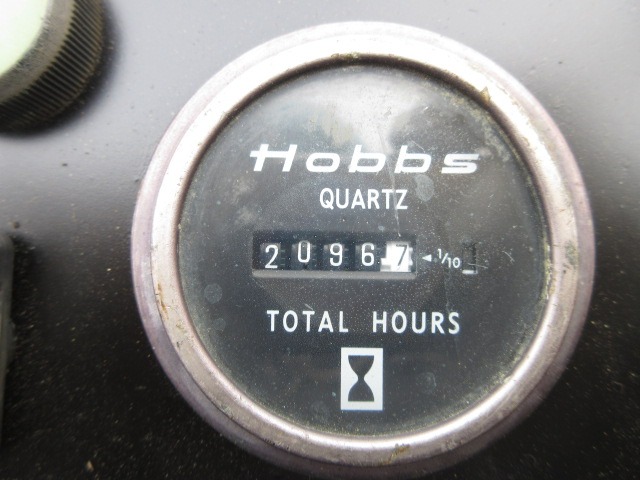 Hobbs
QUARTZ
20967 ◄ 1/10
TOTAL HOURS